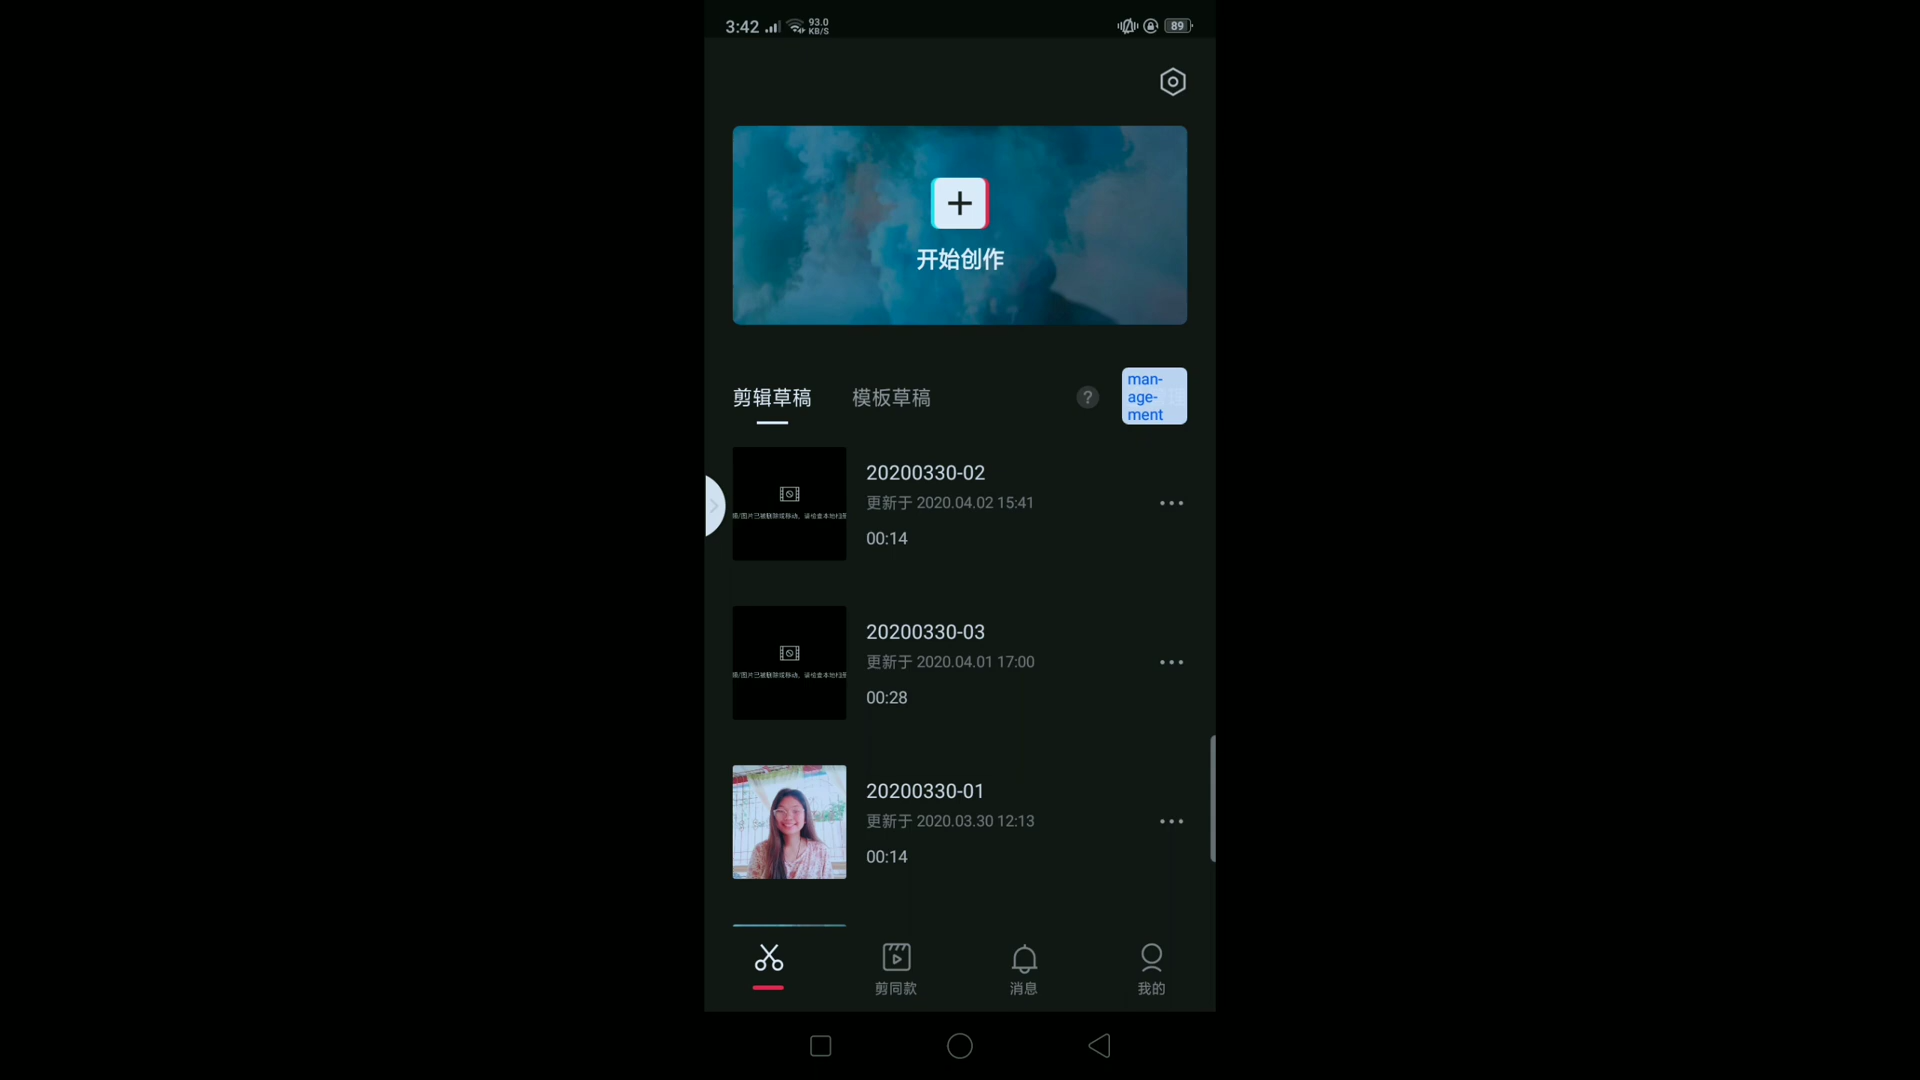 3:42 93.0 KB/S 89
开始创作
剪辑草稿 模板草稿 ? man-
age-
ment
20200330-02
更新于 2020.04.02 15:41
00:14
20200330-03
更新于 2020.04.01 17:00
00:28
20200330-01
更新于 2020.03.30 12:13
00:14
剪同款 消息 我的